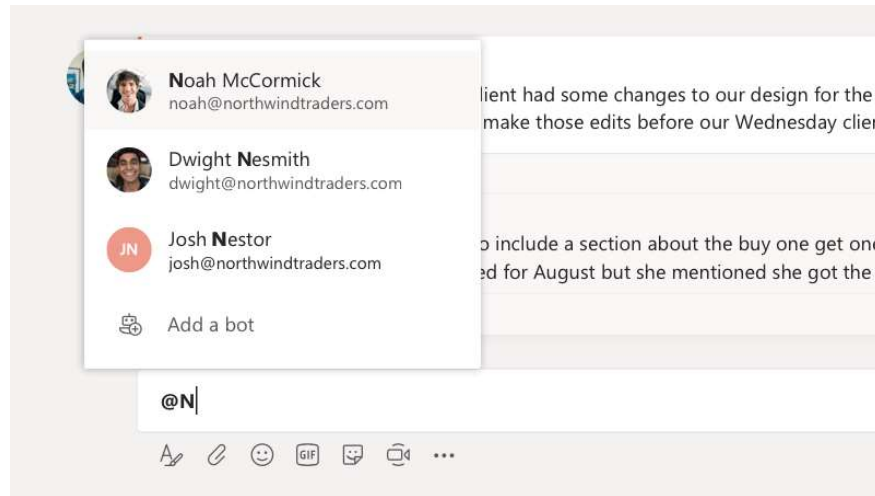 Noah McCormick
noah@northwindtraders.com
lient had some changes to our design for the
make those edits before our Wednesday clie
Dwight Nesmith
dwight@northwindtraders.com
JN
Josh Nestor
josh@northwindtraders.com
o include a section about the buy one get on
ed for August but she mentioned she got the
Add a bot
@N
GIF